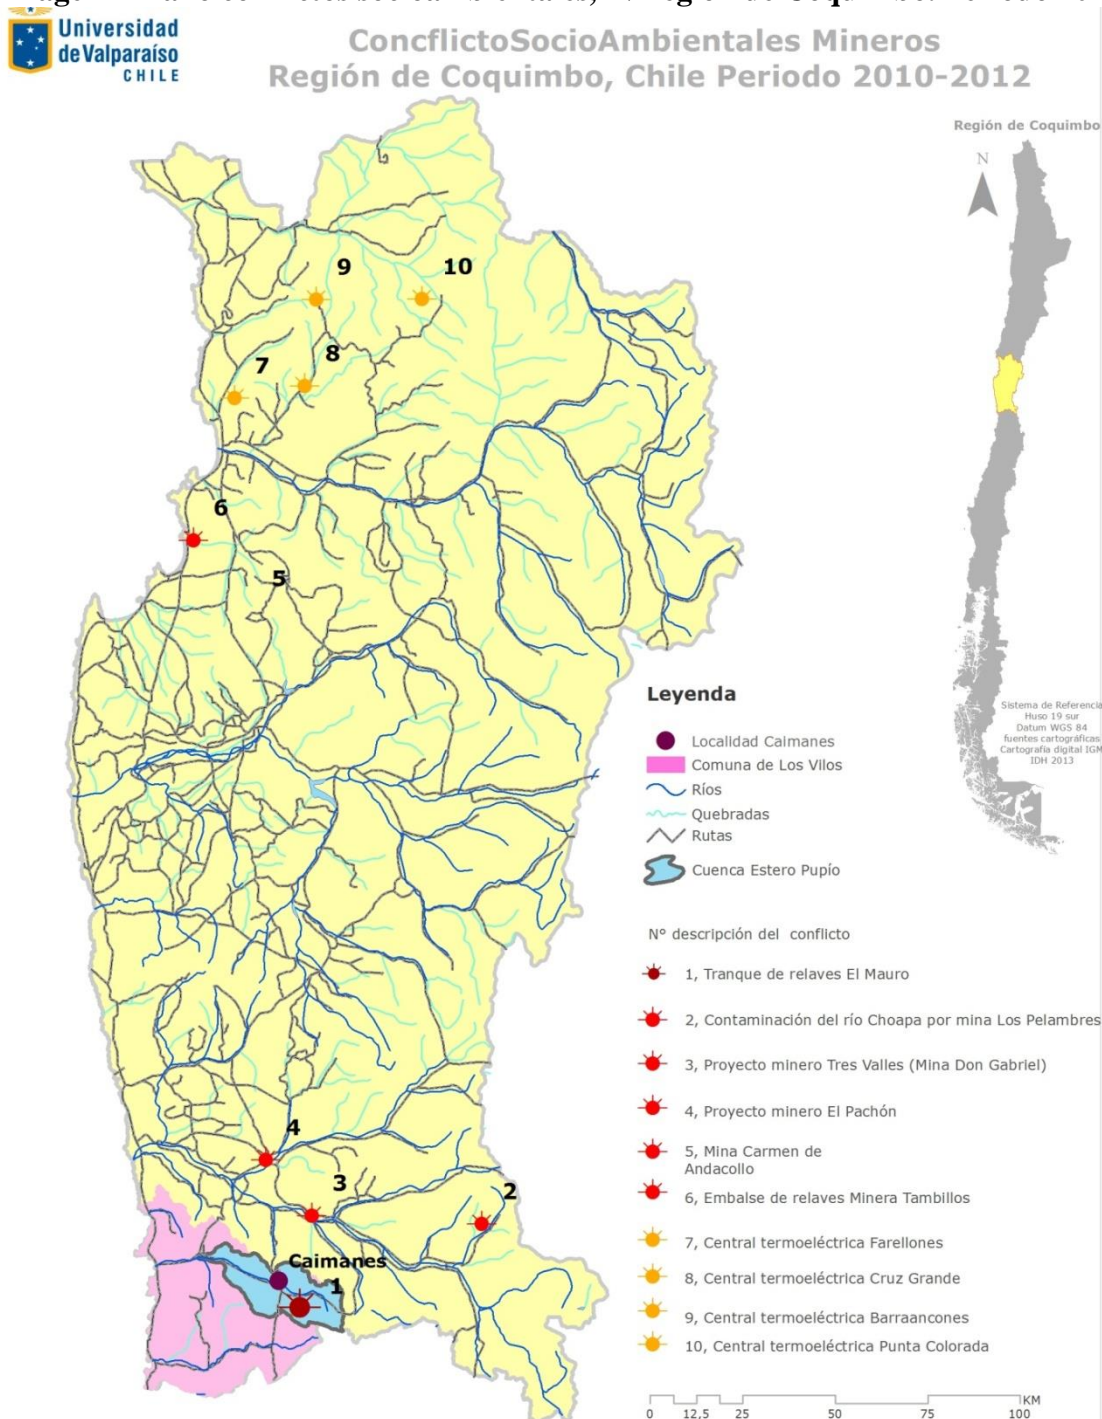 Universidad
de Valparaíso
CHILE
ConcflictoSocioAmbientales Mineros
Región de Coquimbo, Chile Periodo 2010-2012
Región de Coquimbo
N
9
10
8
7
6
5
4
3
2
Caimanes
1
Leyenda
Localidad Caimanes
Comuna de Los Vilos
Ríos
Quebradas
Rutas
Cuenca Estero Pupío
Sistema de Referencia
Huso 19 sur
Datum WGS 84
fuentes cartográficas
Cartografia digital IGM
IDH 2013
N° descripción del conflicto
1, Tranque de relaves El Mauro
2, Contaminación del río Choapa por mina Los Pelambres
3, Proyecto minero Tres Valles (Mina Don Gabriel)
4, Proyecto minero El Pachón
5, Mina Carmen de
Andacollo
6, Embalse de relaves Minera Tambillos
7, Central termoeléctrica Farellones
8, Central termoeléctrica Cruz Grande
9, Central termoeléctrica Barraancones
10, Central termoeléctrica Punta Colorada
KM
0 12,5 25 50 75 100